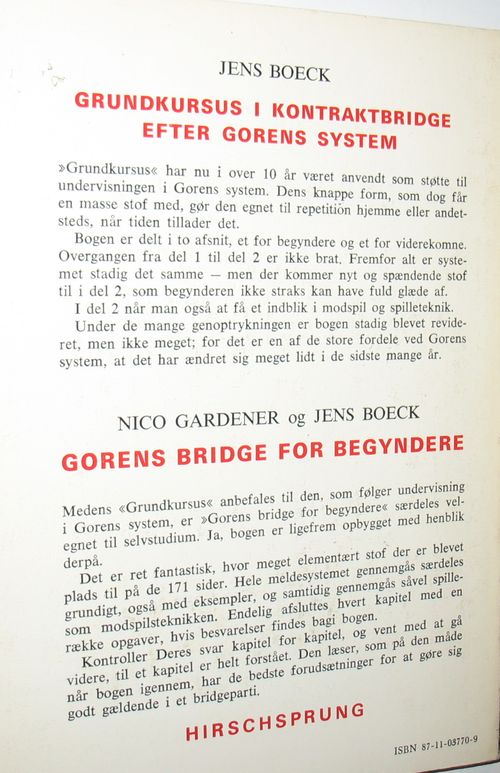 JENS BOECK
GRUNDKURSUS I KONTRAKTBRIDGE
EFTER GORENS SYSTEM
»Grundkursus« har nu i over 10 år været anvendt som støtte til
undervisningen i Gorens system. Dens knappe form, som dog får
en masse stof med, gør den egnet til repetition hjemme eller andet-
steds, når tiden tillader det.
Bogen er delt i to afsnit, et for begyndere og et for viderekomne.
Overgangen fra del 1 til del 2 er ikke brat. Fremfor alt er syste-
met stadig det samme — men der kommer nyt og spændende stof
til i del 2, som begynderen ikke straks kan have fuld glæde af.
I del 2 når man også at få et indblik i modspil og spilleteknik.
Under de mange genoptrykninger er bogen stadig blevet revide-
ret, men ikke meget; for det er en af de store fordele ved Gorens
system, at det har ændret sig meget lidt i de sidste mange år.
NICO GARDENER og JENS BOECK
GORENS BRIDGE FOR BEGYNDERE
Medens «Grundkursus« anbefales til den, som følger undervisning
i Gorens system, er »Gorens bridge for begyndere« særdeles vel-
egnet til selvstudium. Ja, bogen er ligefrem opbygget med henblik
derpå.
Det er ret fantastisk, hvor meget elementært stof der er blevet
plads til på de 171 sider. Hele meldesystemet gennemgås særdeles
grundigt, også med eksempler, og samtidig gennemgås såvel spille-
som modspilsteknikken. Endelig afsluttes hvert kapitel med en
række opgaver, hvis besvarelser findes bagi bogen.
Kontroller Deres svar kapitel for kapitel, og vent med at gå
videre, til et kapitel er helt forstået. Den læser, som på den måde
når bogen igennem, har de bedste forudsætninger for at gøre sig
godt gældende i et bridgeparti.
HIRSCHSPRUNG
ISBN 87-11-03770-9